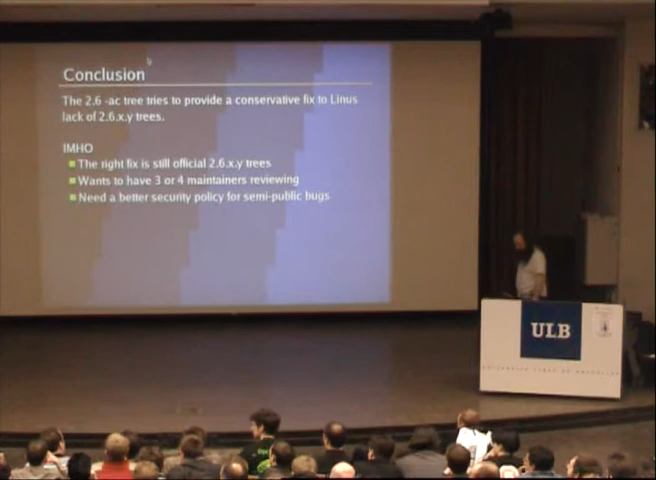 Conclusion
The 2.6 -ac tree tries to provide a conservative fix to Linus
lack of 2.6.x.y trees.
IMHO
The right fix is still official 2.6.x.y trees
Wants to have 3 or 4 maintainers reviewing
Need a better security policy for semi-public bugs
ULB